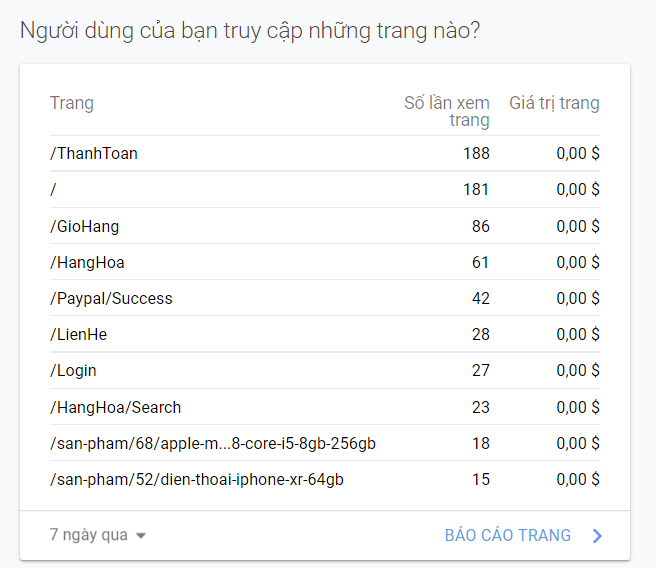 Người dùng của bạn truy cập những trang nào?
Trang Số lần xem trang Giá trị trang
/ThanhToan 188 0,00 $
/ 181 0,00 $
/GioHang 86 0,00 $
/HangHoa 61 0,00 $
/Paypal/Success 42 0,00 $
/LienHe 28 0,00 $
/Login 27 0,00 $
/HangHoa/Search 23 0,00 $
/san-pham/68/apple-m...8-core-i5-8gb-256gb 18 0,00 $
/san-pham/52/dien-thoai-iphone-xr-64gb 15 0,00 $
7 ngày qua BÁO CÁO TRANG